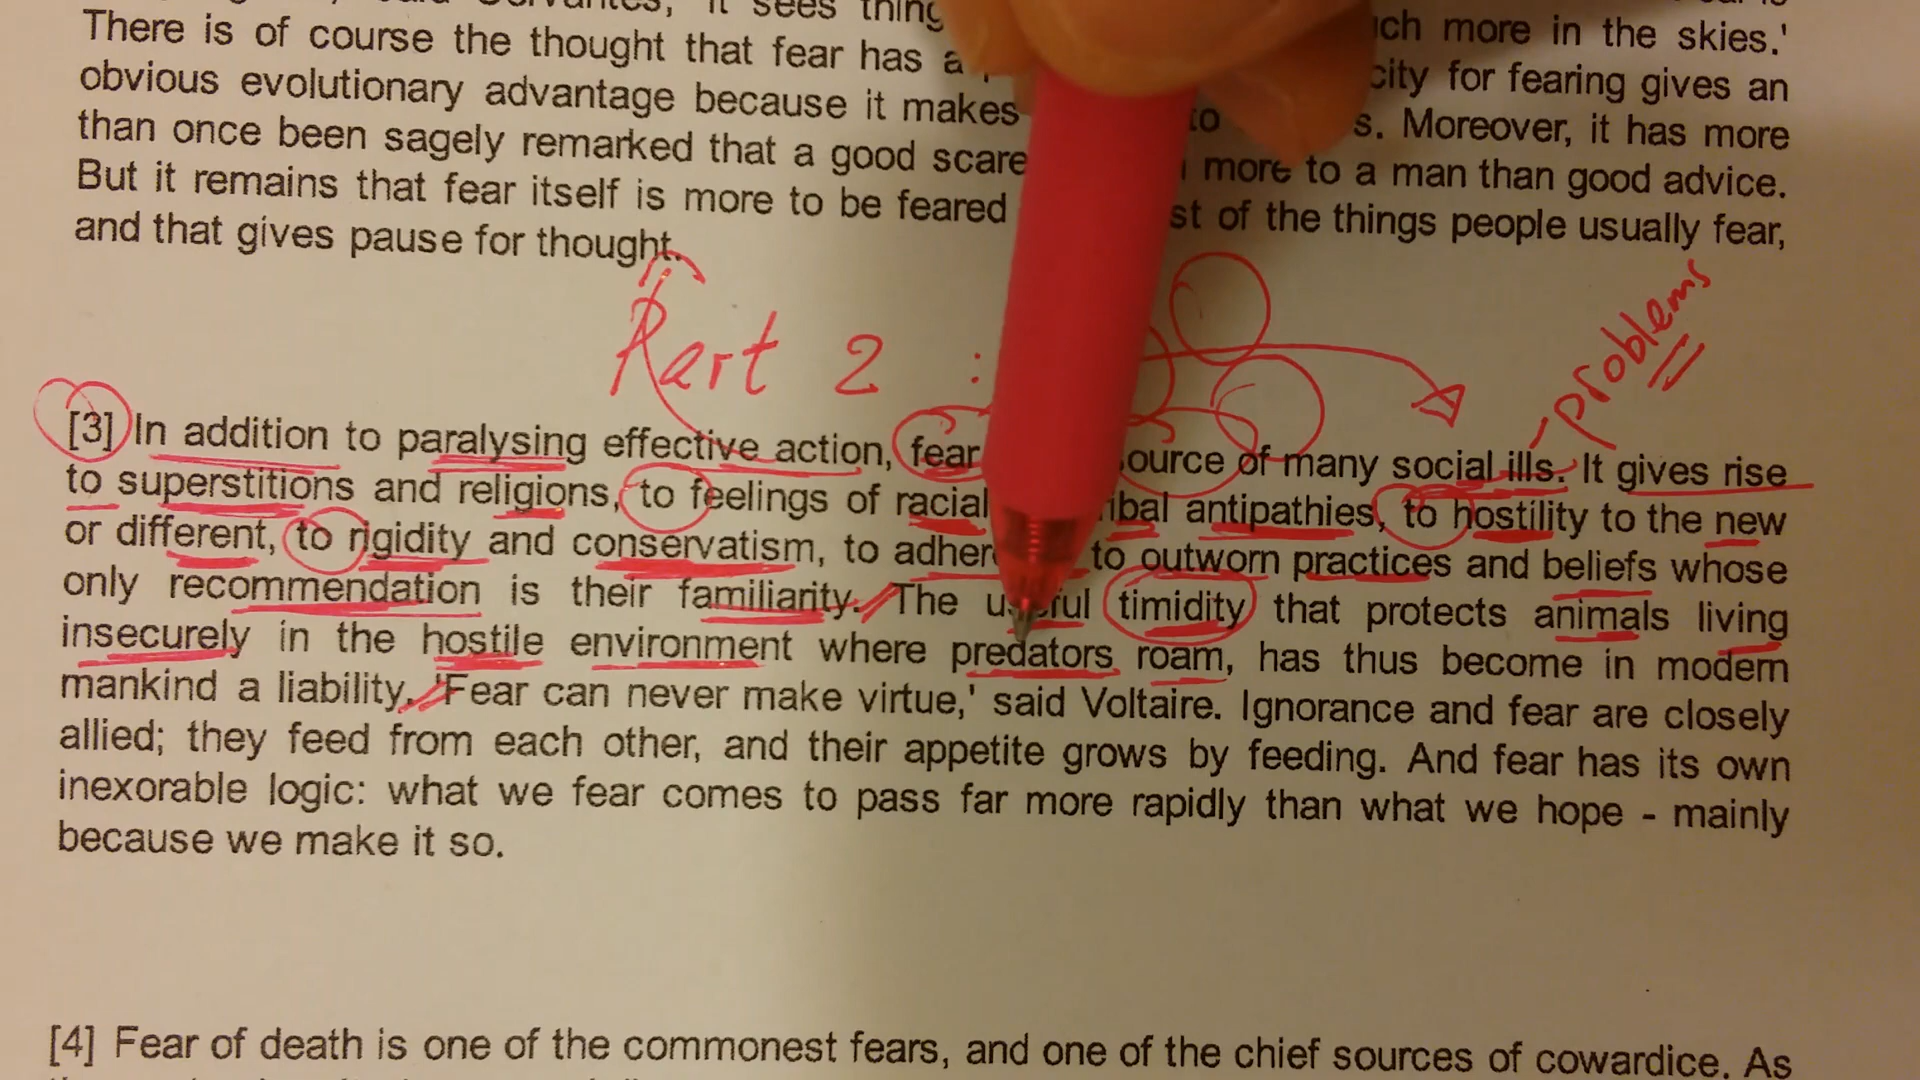 it sees thing
There is of course the thought that fear has a ch more in the skies.'
obvious evolutionary advantage because it makes city for fearing gives an
than once been sagely remarked that a good scare to s. Moreover, it has more
But it remains that fear itself is more to be feared more to a man than good advice.
and that gives pause for thought. st of the things people usually fear,
Part 2 :
problems
[3] In addition to paralysing effective action, fear ource of many social ills. It gives rise
to superstitions and religions, to feelings of racial ibal antipathies, to hostility to the new
or different, to rigidity and conservatism, to adher to outworn practices and beliefs whose
only recommendation is their familiarity. The useful timidity that protects animals living
insecurely in the hostile environment where predators roam, has thus become in modern
mankind a liability. 'Fear can never make virtue,' said Voltaire. Ignorance and fear are closely
allied; they feed from each other, and their appetite grows by feeding. And fear has its own
inexorable logic: what we fear comes to pass far more rapidly than what we hope - mainly
because we make it so.
[4] Fear of death is one of the commonest fears, and one of the chief sources of cowardice. As